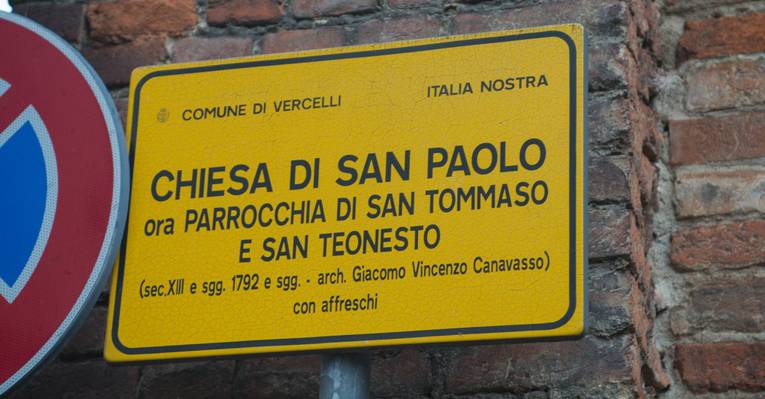 COMUNE DI VERCELLI
ITALIA NOSTRA
CHIESA DI SAN PAOLO
ora PARROCCHIA DI SAN TOMMASO
E SAN TEONESTO
(sec.XIII e sgg. 1792 e sgg. - arch. Giacomo Vincenzo Canavasso)
con affreschi